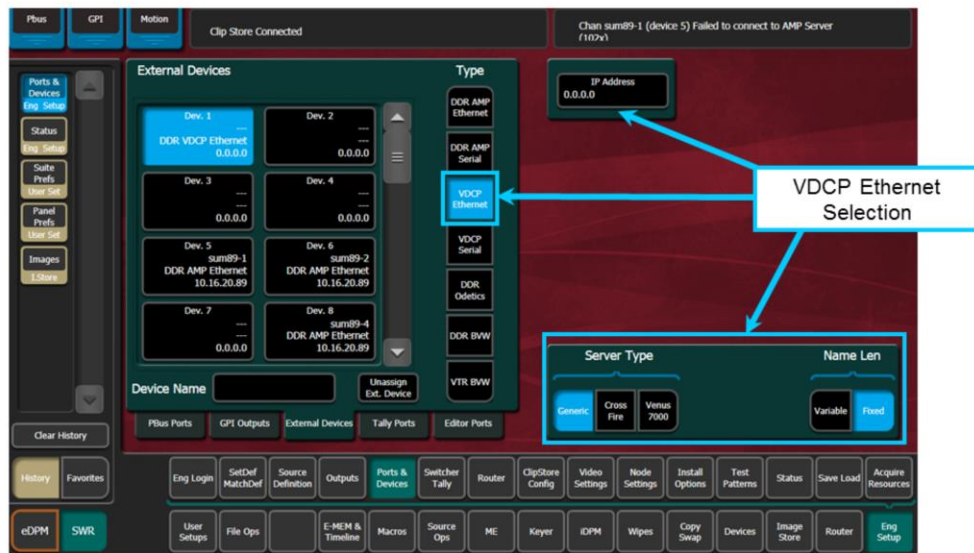 Pbus
GPI
Motion
Clip Store Connected
Chan sum89-1 (device 5) Failed to connect to AMP Server
(102x)
Ports &
Devices
Eng Setup
Status
Eng Setup
Suite
Prefs
User Set
Panel
Prefs
User Set
Images
I.Store
Clear History
History
Favorites
eDPM
SWR
External Devices
Dev. 1
---
DDR VDCP Ethernet
0.0.0.0
Dev. 2
---
---
0.0.0.0
Dev. 3
---
---
0.0.0.0
Dev. 4
---
---
0.0.0.0
Dev. 5
sum89-1
DDR AMP Ethernet
10.16.20.89
Dev. 6
sum89-2
DDR AMP Ethernet
10.16.20.89
Dev. 7
---
---
0.0.0.0
Dev. 8
sum89-4
DDR AMP Ethernet
10.16.20.89
Device Name
Unassign
Ext. Device
Type
DDR AMP
Ethernet
DDR AMP
Serial
VDCP
Ethernet
VDCP
Serial
DDR
Odetics
DDR BVW
VTR BVW
IP Address
0.0.0.0
VDCP Ethernet
Selection
Server Type
Generic
Cross
Fire
Venus
7000
Name Len
Variable
Fixed
PBus Ports
GPI Outputs
External Devices
Tally Ports
Editor Ports
Eng Login
SetDef
MatchDef
Source
Definition
Outputs
Ports &
Devices
Switcher
Tally
Router
ClipStore
Config
Video
Settings
Node
Settings
Install
Options
Test
Patterns
Status
Save Load
Acquire
Resources
User
Setups
File Ops
E-MEM &
Timeline
Macros
Source
Ops
ME
Keyer
iDPM
Wipes
Copy
Swap
Devices
Image
Store
Router
Eng
Setup